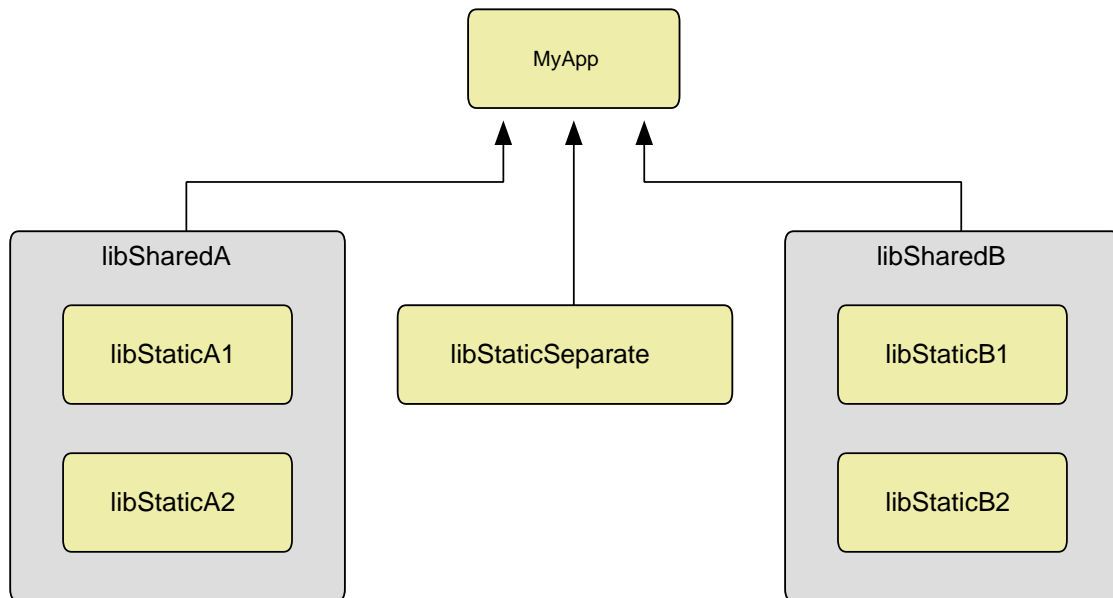 MyApp
libSharedA
libSharedB
libStaticA1
libStaticSeparate
libStaticB1
libStaticA2
libStaticB2